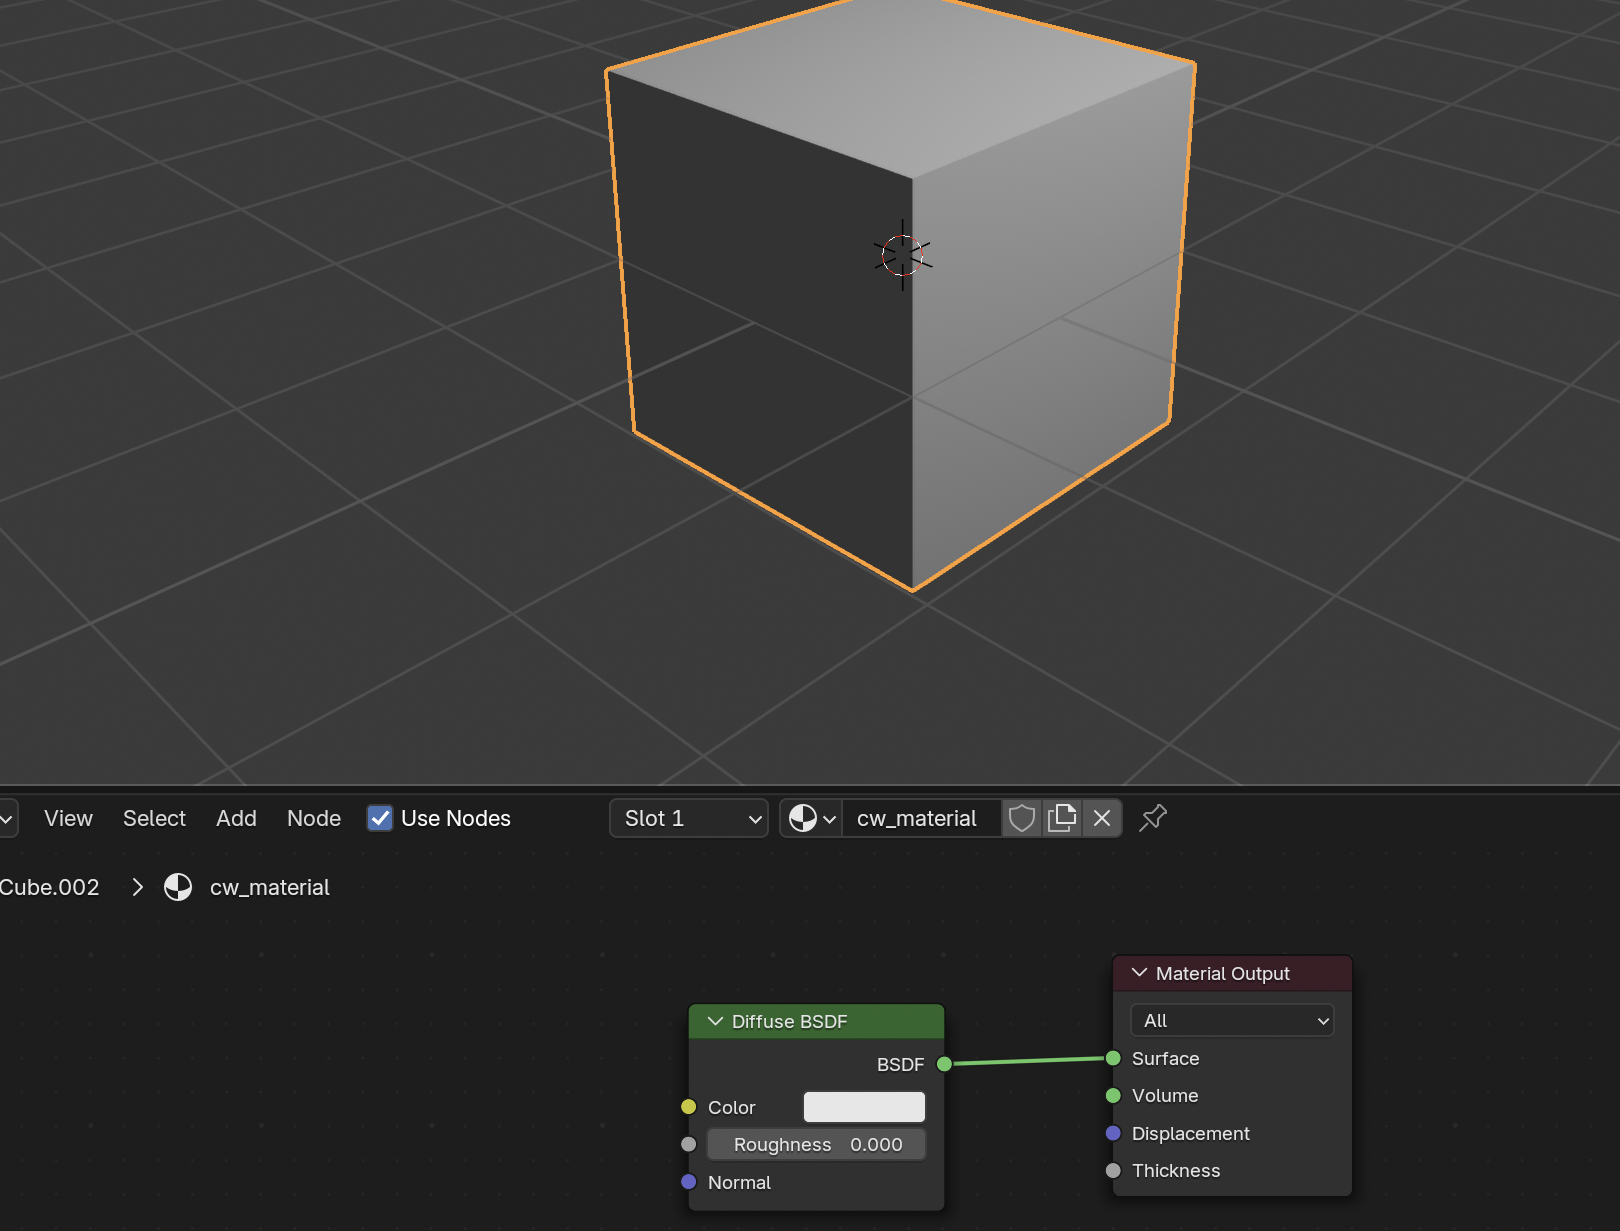 View Select Add Node Use Nodes Slot 1 cw_material
Cube.002 cw_material
Material Output
All
Surface
Volume
Displacement
Thickness
Diffuse BSDF
BSDF
Color
Roughness 0.000
Normal